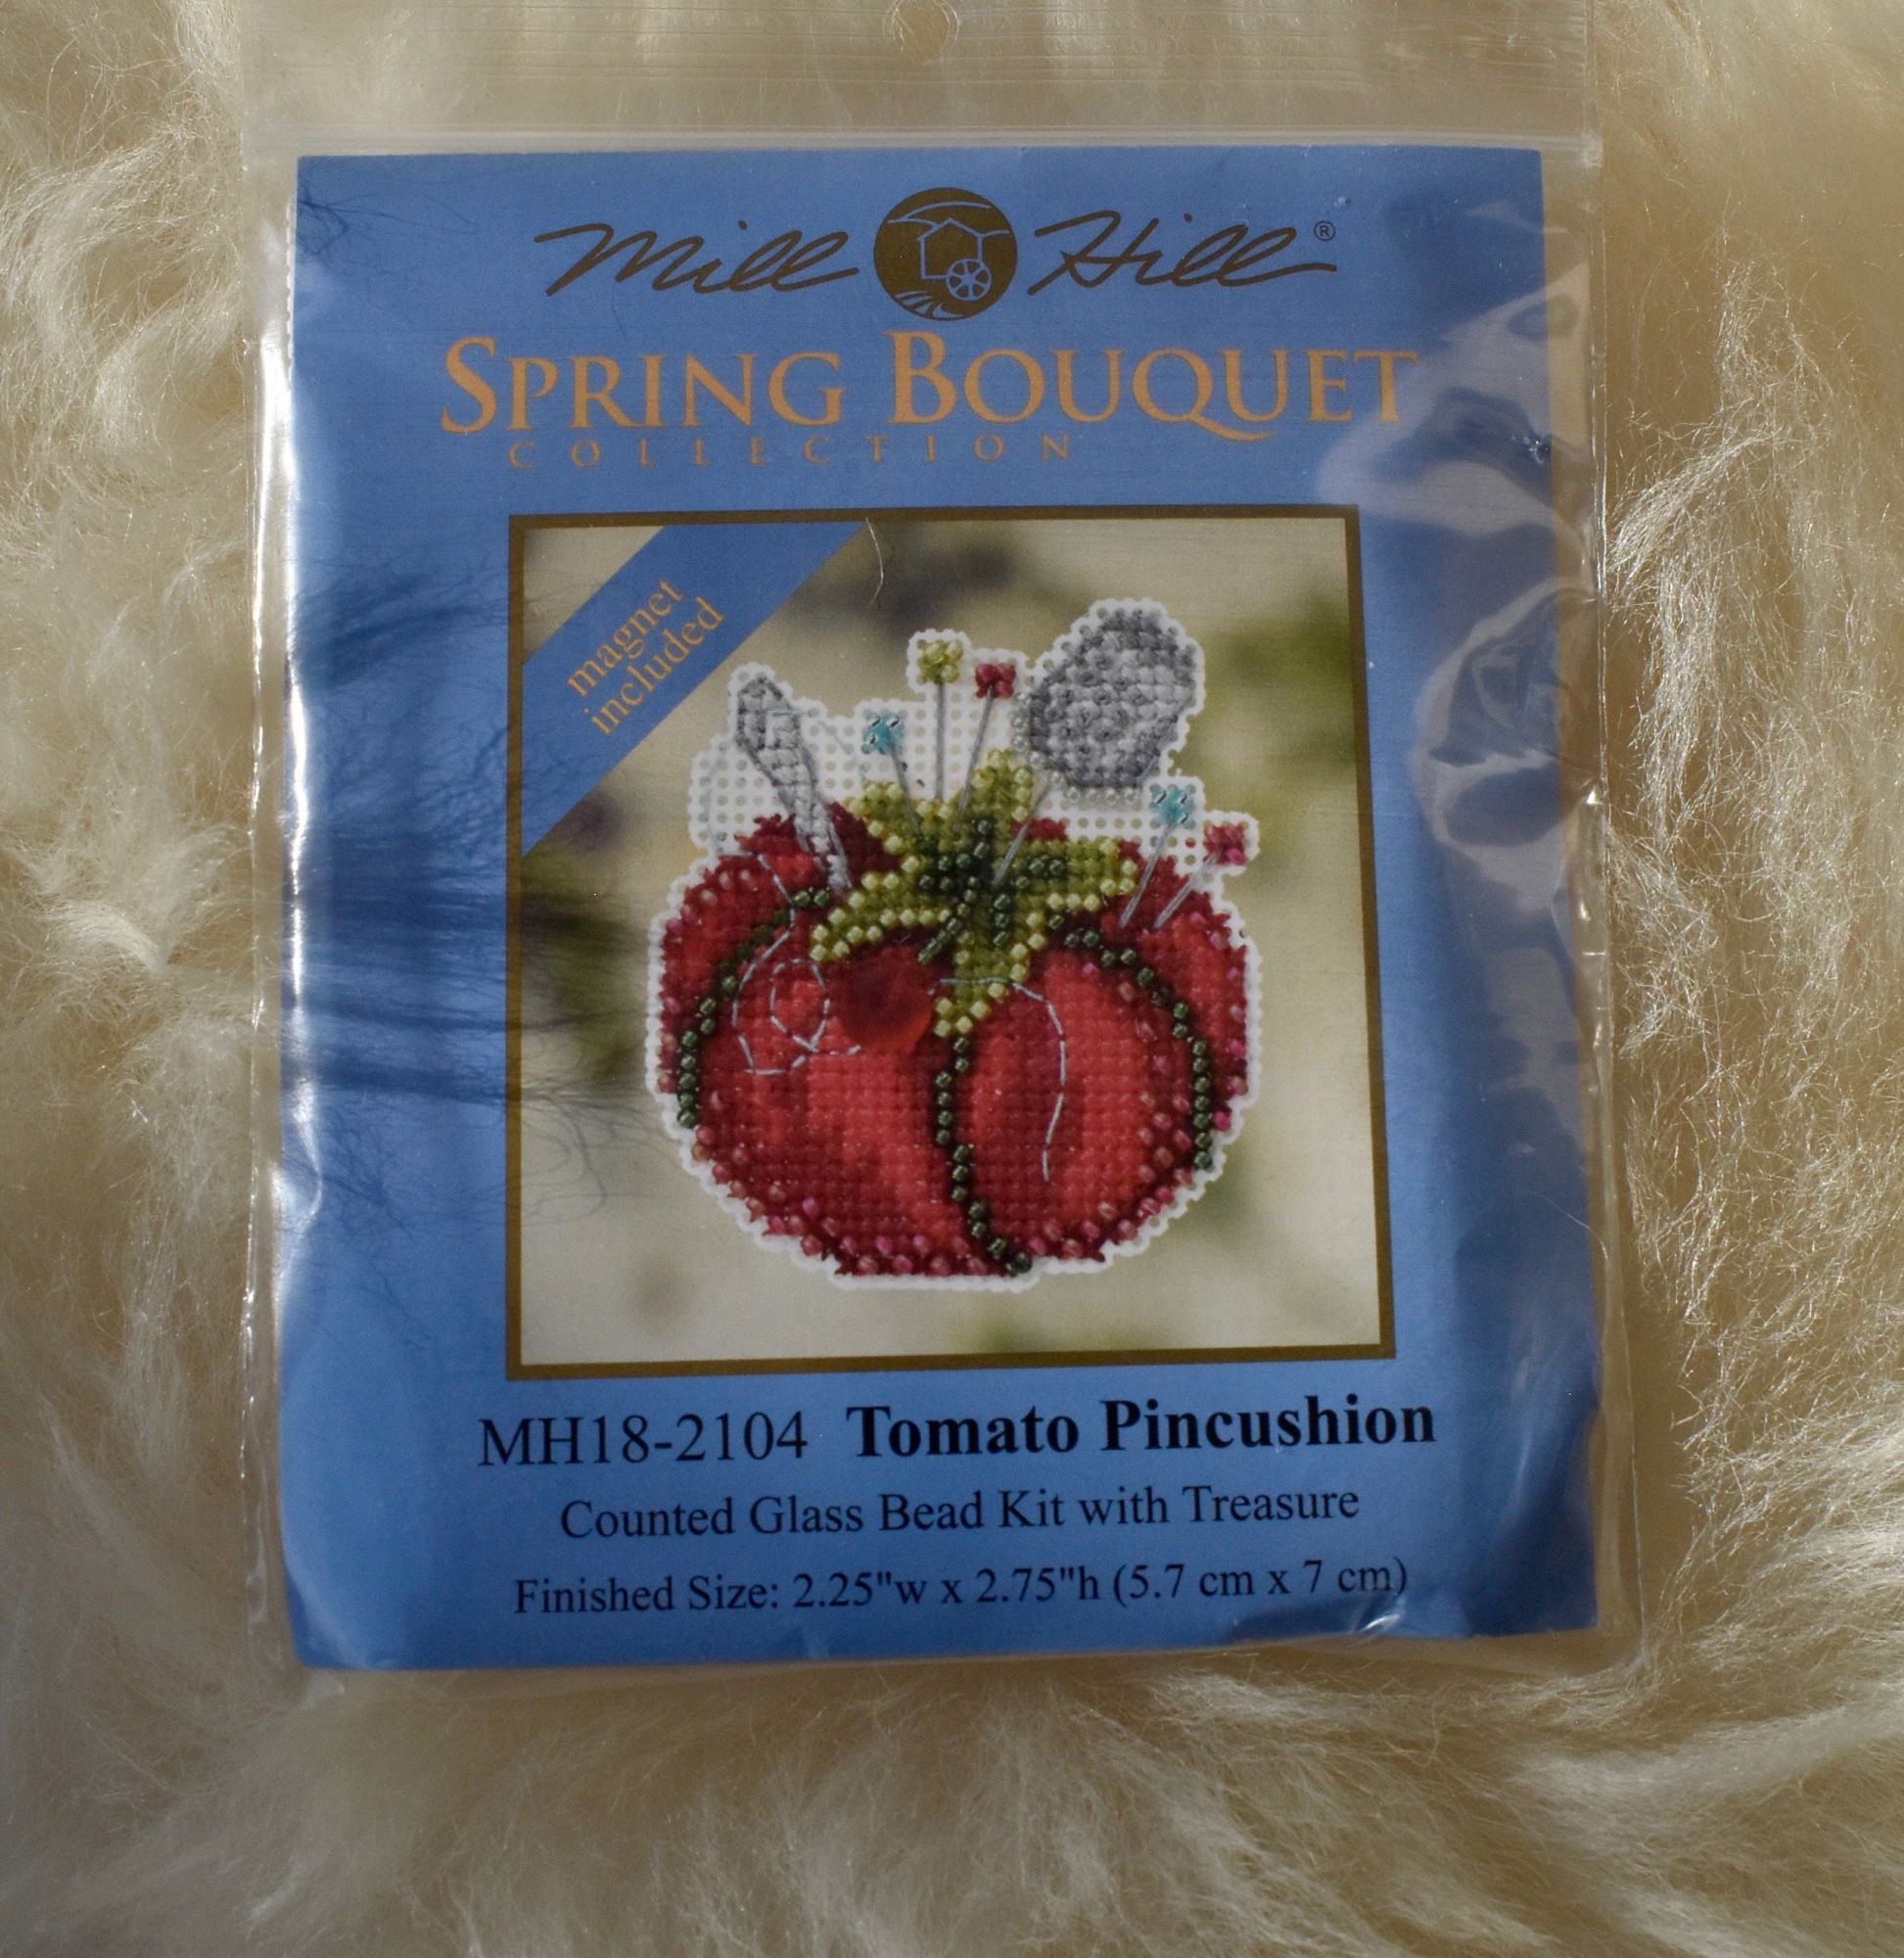 Mill Hill®
SPRING BOUQUET
COLLECTION
magnet
included
MH18-2104 Tomato Pincushion
Counted Glass Bead Kit with Treasure
Finished Size: 2.25"w x 2.75"h (5.7 cm x 7 cm)